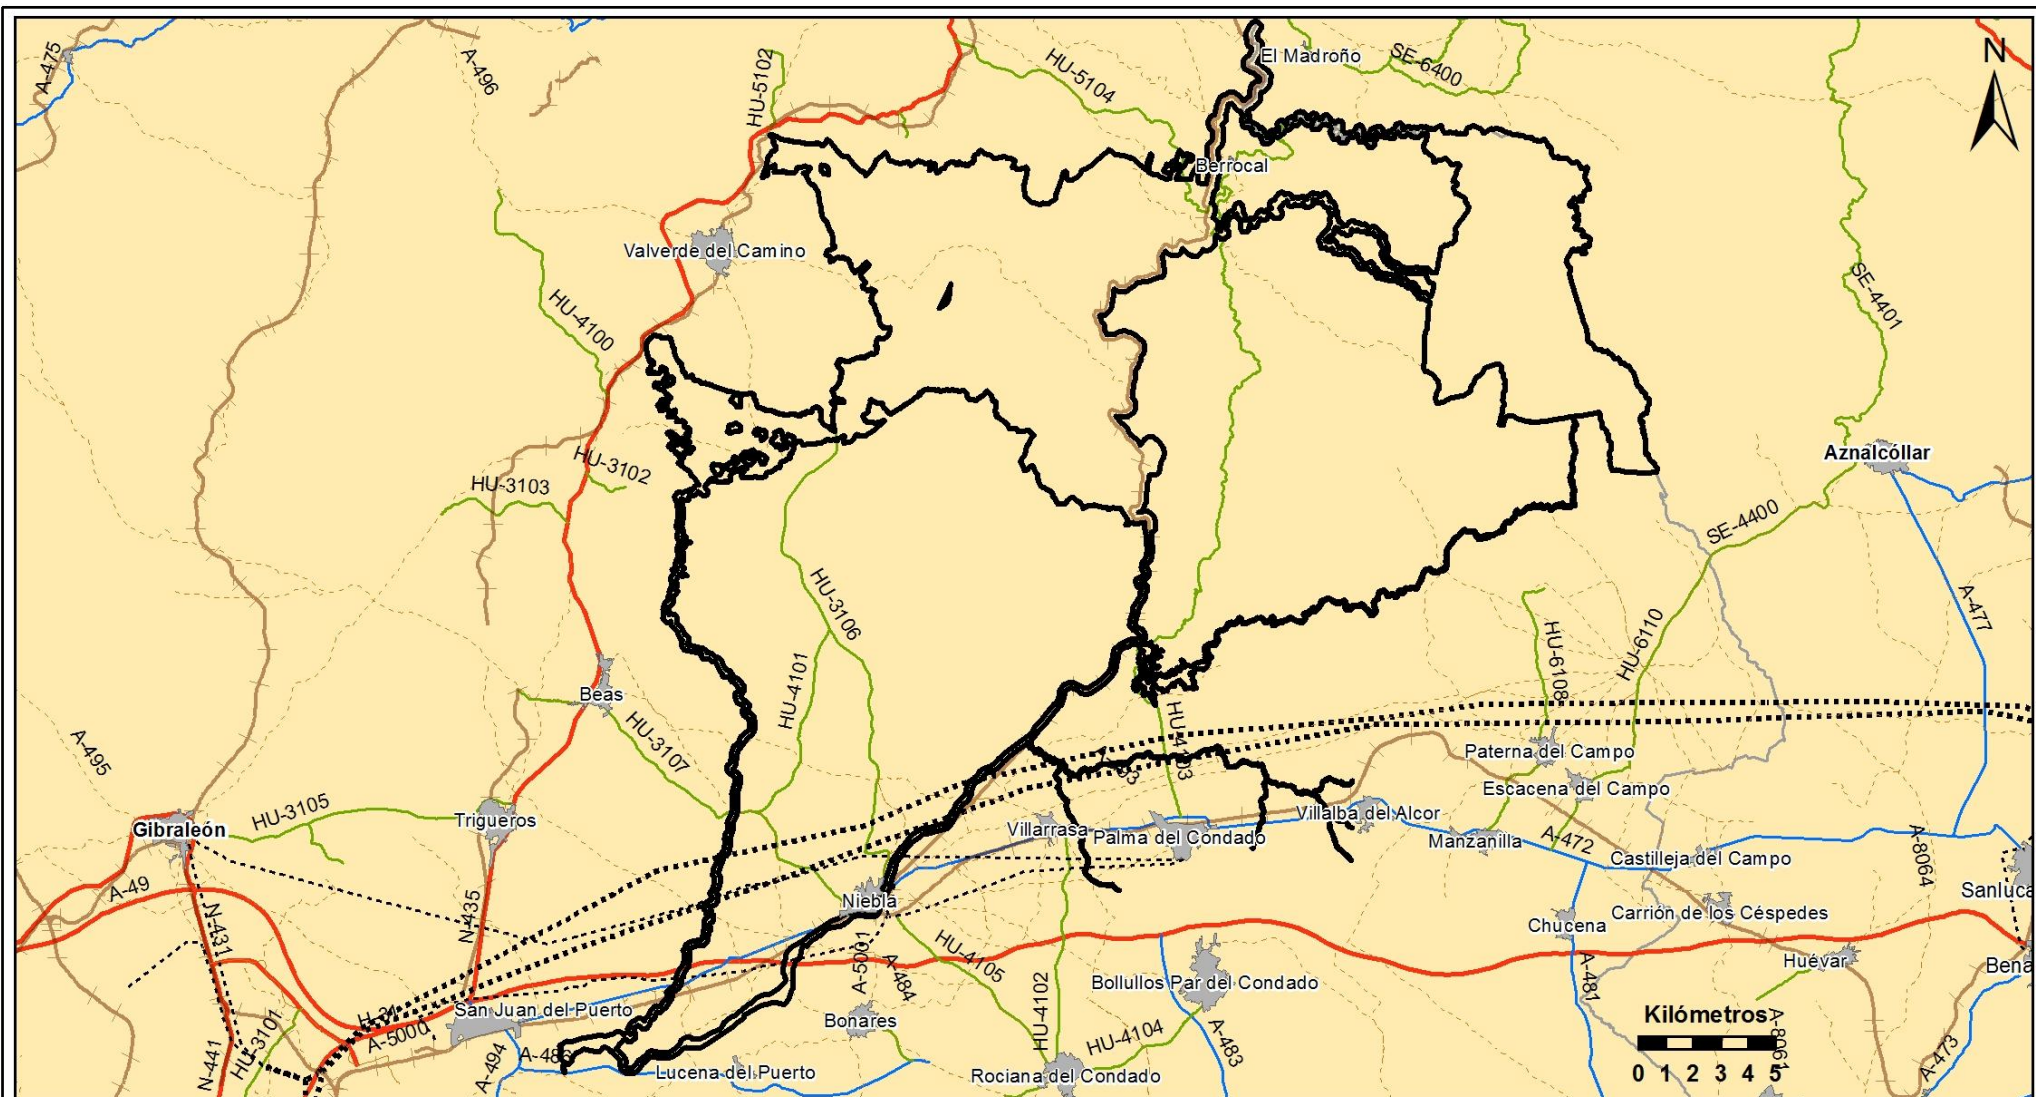 A-475
A-496
HU-5102
HU-5104
El Madroño
SE-6400
N
Berrocal
Valverde del Camino
HU-4100
SE-4401
HU-3102
HU-3103
Aznalcóllar
SE-4400
HU-3106
A-477
HU-4101
HU-6108
HU-6110
Beas
HU-3107
HU-4103
A-495
Paterna del Campo
Escacena del Campo
HU-3105
Gibraleón
Trigueros
Villarrasa
Palma del Condado
Villalba del Alcor
Manzanilla
A-472
Castilleja del Campo
A-8064
A-49
N-431
N-435
Niebla
Sanluca
Chucena
Carrión de los Céspedes
HU-4105
A-5001
A-484
Huévar
Bena
A-481
Bollullos Par del Condado
HU-4102
San Juan del Puerto
H-31
A-5000
Bonares
Kilómetros
A-8061
HU-3101
N-441
A-494
A-486
Lucena del Puerto
HU-4104
A-483
Rociana del Condado
A-473
0 1 2 3 4 5